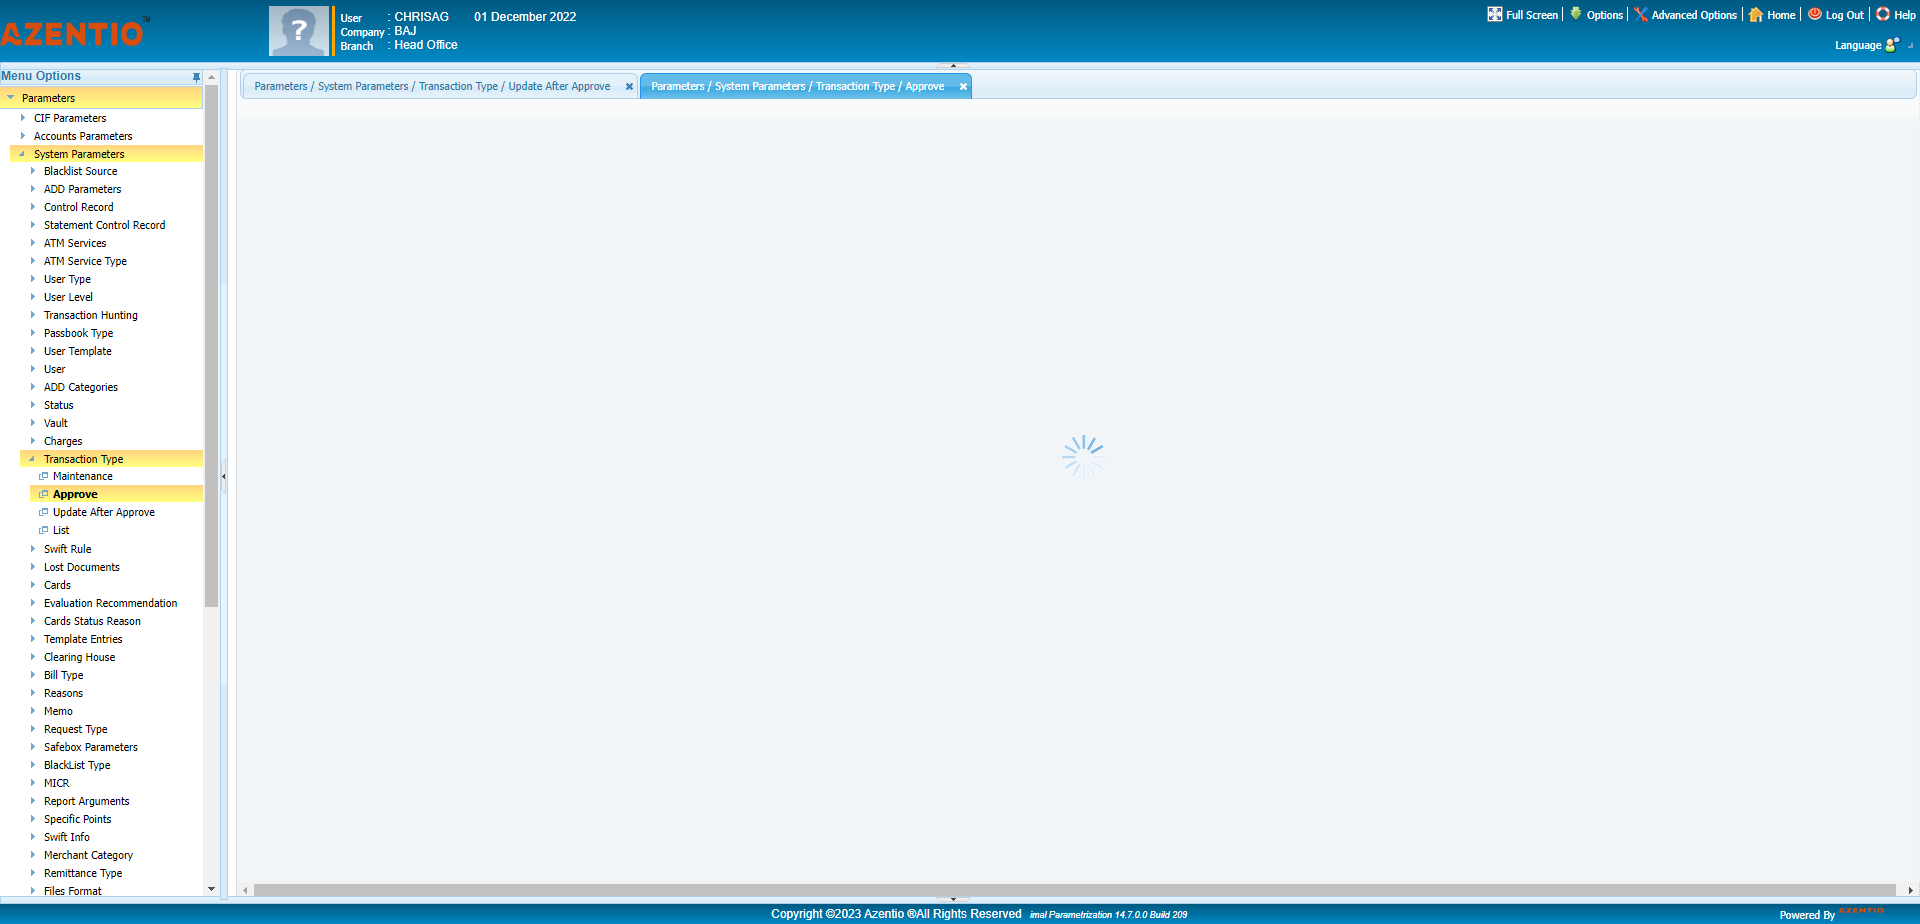 AZENTIO™
User : CHRISAG 01 December 2022
Company : BAJ
Branch : Head Office
Full Screen Options Advanced Options Home Log Out Help
Language
Menu Options
Parameters
CIF Parameters
Accounts Parameters
System Parameters
Blacklist Source
ADD Parameters
Control Record
Statement Control Record
ATM Services
ATM Service Type
User Type
User Level
Transaction Hunting
Passbook Type
User Template
User
ADD Categories
Status
Vault
Charges
Transaction Type
Maintenance
Approve
Update After Approve
List
Swift Rule
Lost Documents
Cards
Evaluation Recommendation
Cards Status Reason
Template Entries
Clearing House
Bill Type
Reasons
Memo
Request Type
Safebox Parameters
BlackList Type
MICR
Report Arguments
Specific Points
Swift Info
Merchant Category
Remittance Type
Files Format
Parameters / System Parameters / Transaction Type / Update After Approve
Parameters / System Parameters / Transaction Type / Approve
Copyright ©2023 Azentio ®All Rights Reserved imal Parametrization 14.7.0.0 Build 209
Powered By AZENTIO